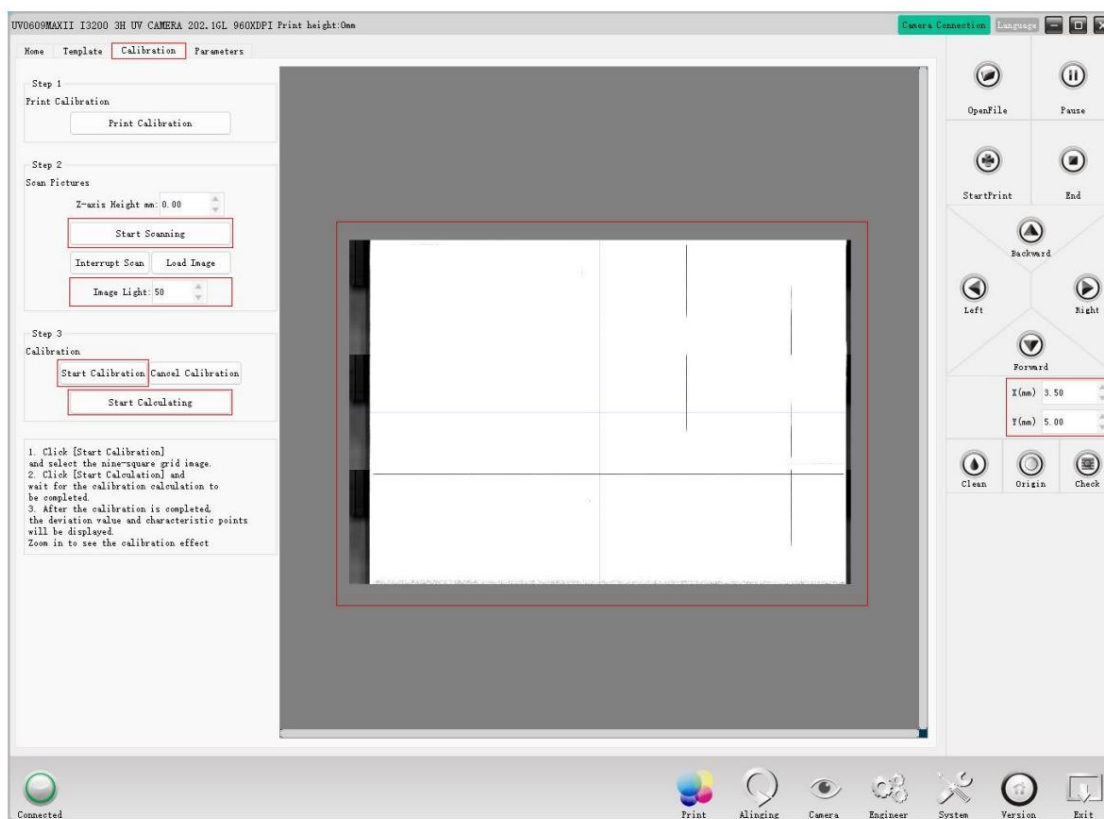 UV0609MAXII I3200 3H UV CAMERA 202.1GL 960XDPI Print height:0mm
Camera Connection
Language
Home
Template
Calibration
Parameters
Step 1
Print Calibration
Print Calibration
Step 2
Scan Pictures
Z-axis Height mm: 0.00
Start Scanning
Interrupt Scan
Load Image
Image Light: 50
Step 3
Calibration
Start Calibration
Cancel Calibration
Start Calculating
1. Click [Start Calibration]
and select the nine-square grid image.
2. Click [Start Calculation] and
wait for the calibration calculation to
be completed.
3. After the calibration is completed,
the deviation value and characteristic points
will be displayed.
Zoom in to see the calibration effect
OpenFile
Pause
StartPrint
End
Backward
Left
Right
Forward
X(mm) 3.50
Y(mm) 5.00
Clean
Origin
Check
Connected
Print
Alinging
Camera
Engineer
System
Version
Exit